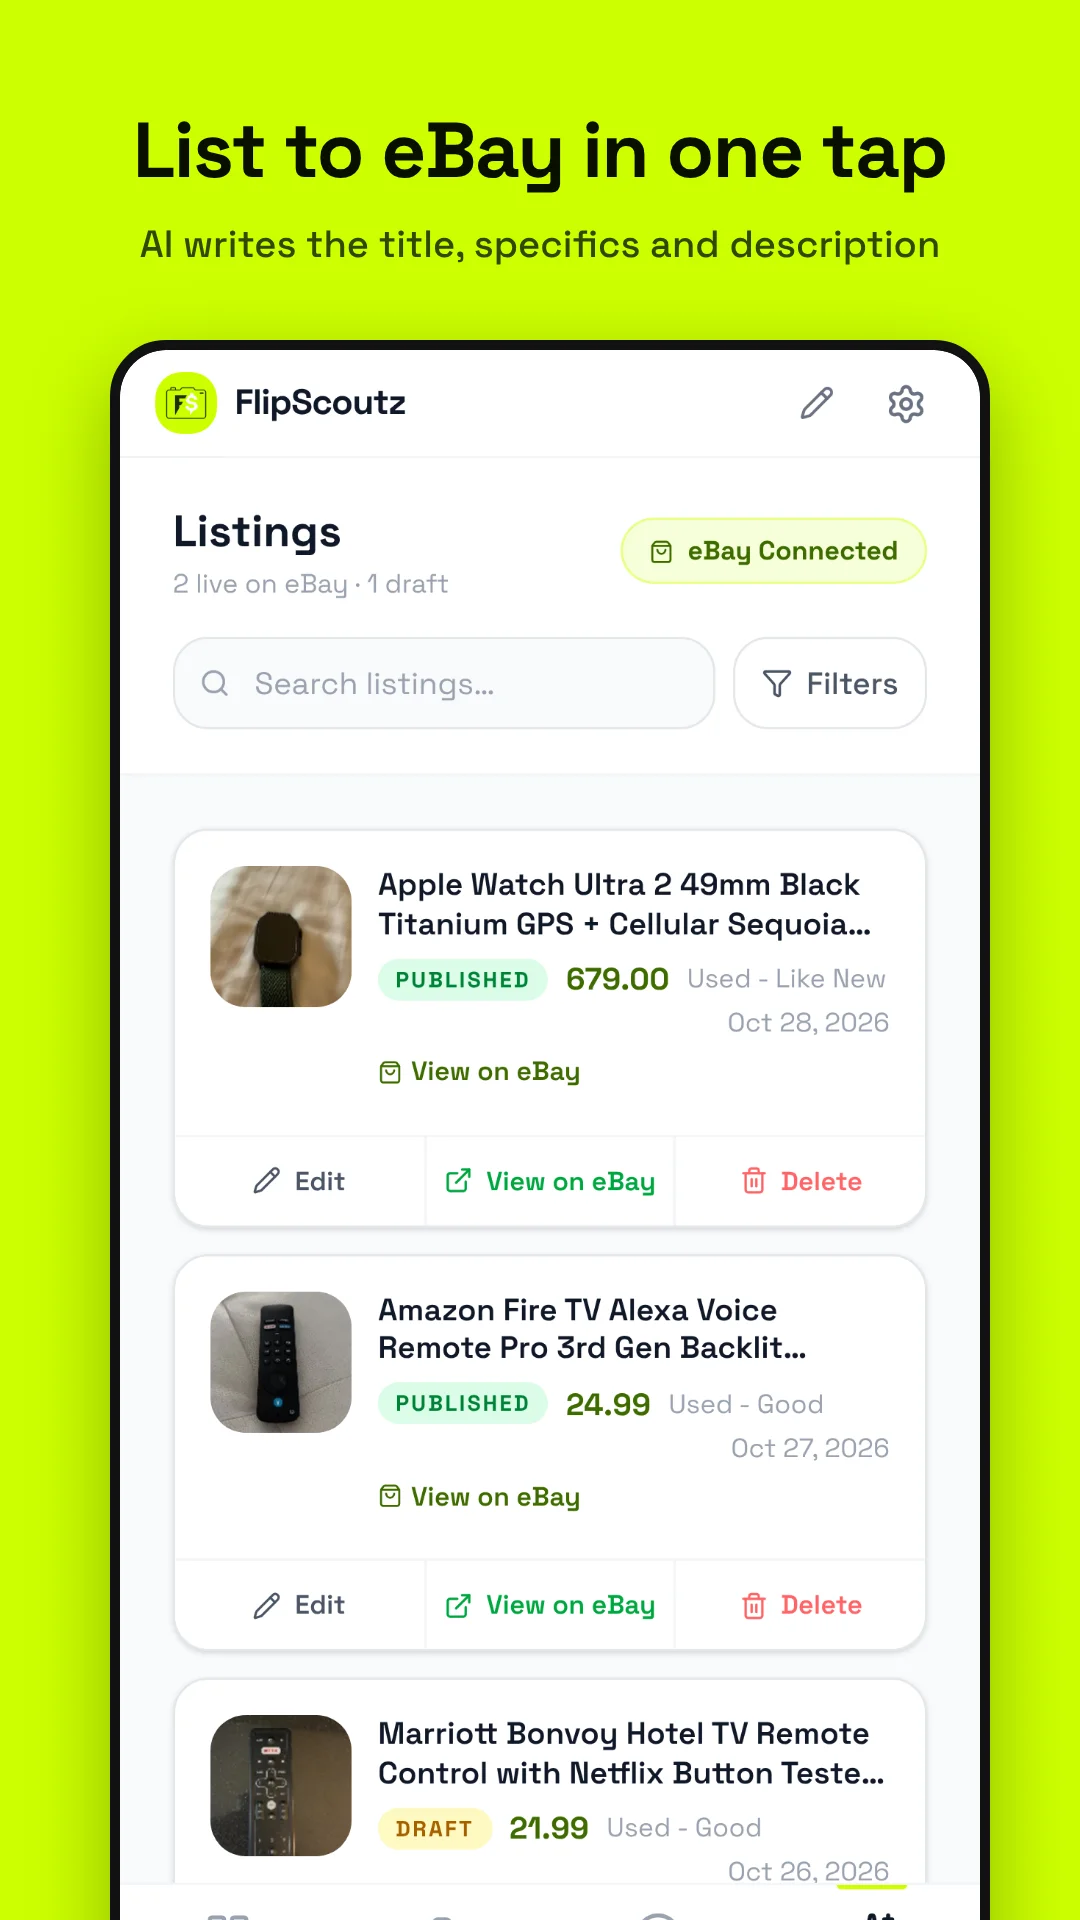 List to eBay in one tap
AI writes the title, specifics and description
F$
FlipScoutz
Listings
2 live on eBay · 1 draft
eBay Connected
Search listings...
Filters
Apple Watch Ultra 2 49mm Black
Titanium GPS + Cellular Sequoia...
PUBLISHED 679.00 Used - Like New
Oct 28, 2026
View on eBay
Edit View on eBay Delete
Amazon Fire TV Alexa Voice
Remote Pro 3rd Gen Backlit...
PUBLISHED 24.99 Used - Good
Oct 27, 2026
View on eBay
Edit View on eBay Delete
Marriott Bonvoy Hotel TV Remote
Control with Netflix Button Teste...
DRAFT 21.99 Used - Good
Oct 26, 2026